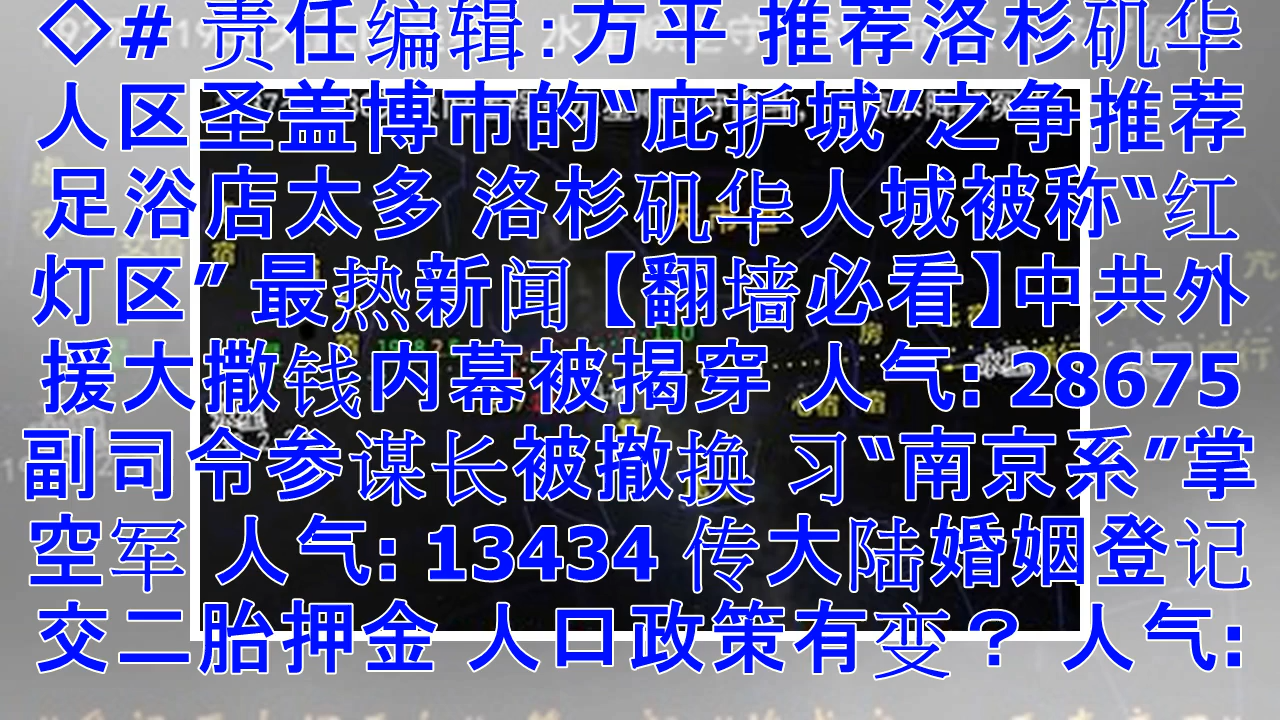 ◇# 责任编辑:方平 推荐洛杉矶华
人区圣盖博市的“庇护城”之争推荐
足浴店太多 洛杉矶华人城被称“红
灯区” 最热新闻【翻墙必看】中共外
援大撒钱内幕被揭穿 人气: 28675
副司令参谋长被撤换 习“南京系”掌
空军 人气: 13434 传大陆婚姻登记
交二胎押金 人口政策有变？ 人气: